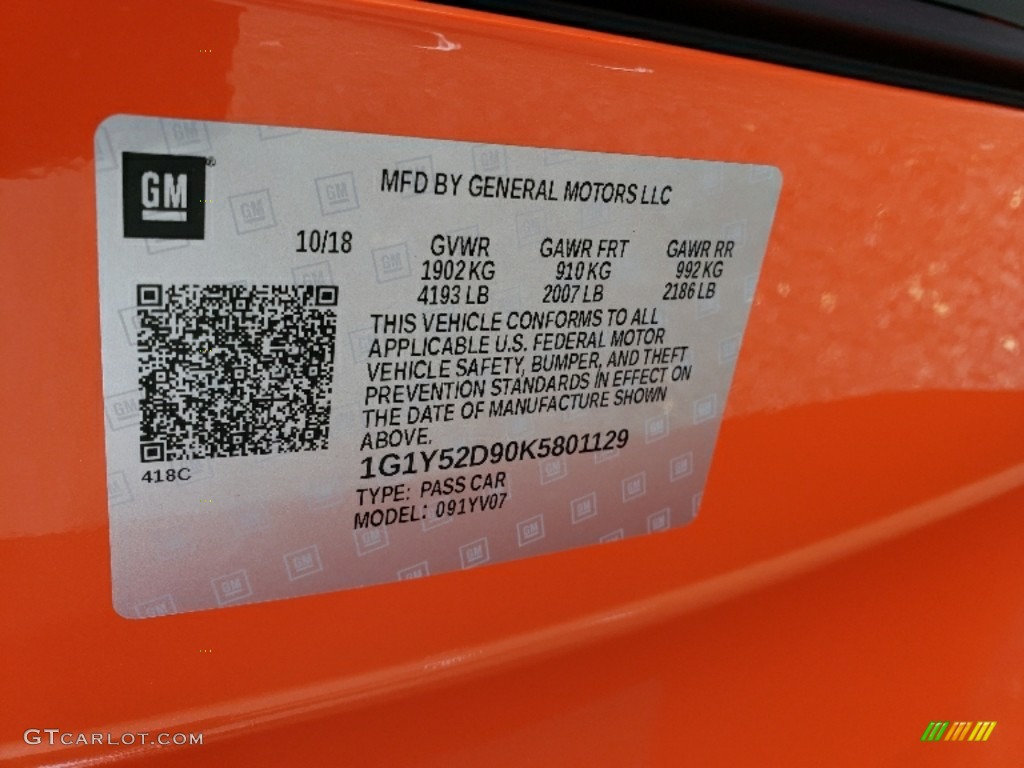 GM
MFD BY GENERAL MOTORS LLC
10/18 GVWR GAWR FRT GAWR RR
1902 KG 910 KG 992 KG
4193 LB 2007 LB 2186 LB
THIS VEHICLE CONFORMS TO ALL
APPLICABLE U.S. FEDERAL MOTOR
VEHICLE SAFETY, BUMPER, AND THEFT
PREVENTION STANDARDS IN EFFECT ON
THE DATE OF MANUFACTURE SHOWN
ABOVE.
418C
1G1Y52D90K5801129
TYPE: PASS CAR
MODEL: 091YV07
GTCARLOT.COM